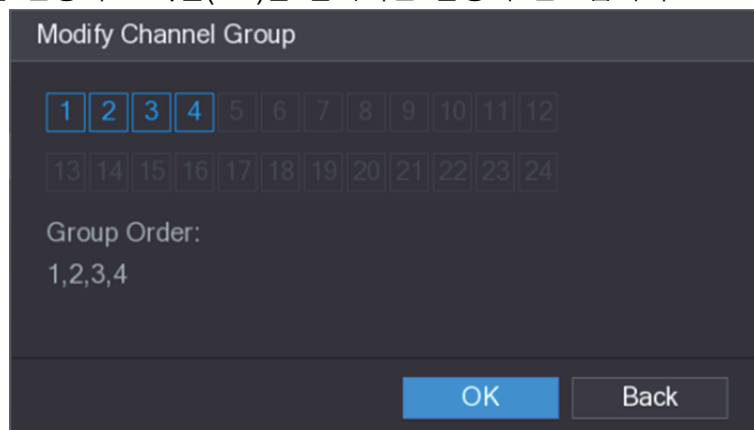 Modify Channel Group
1 2 3 4 5 6 7 8 9 10 11 12
13 14 15 16 17 18 19 20 21 22 23 24
Group Order:
1,2,3,4
OK Back